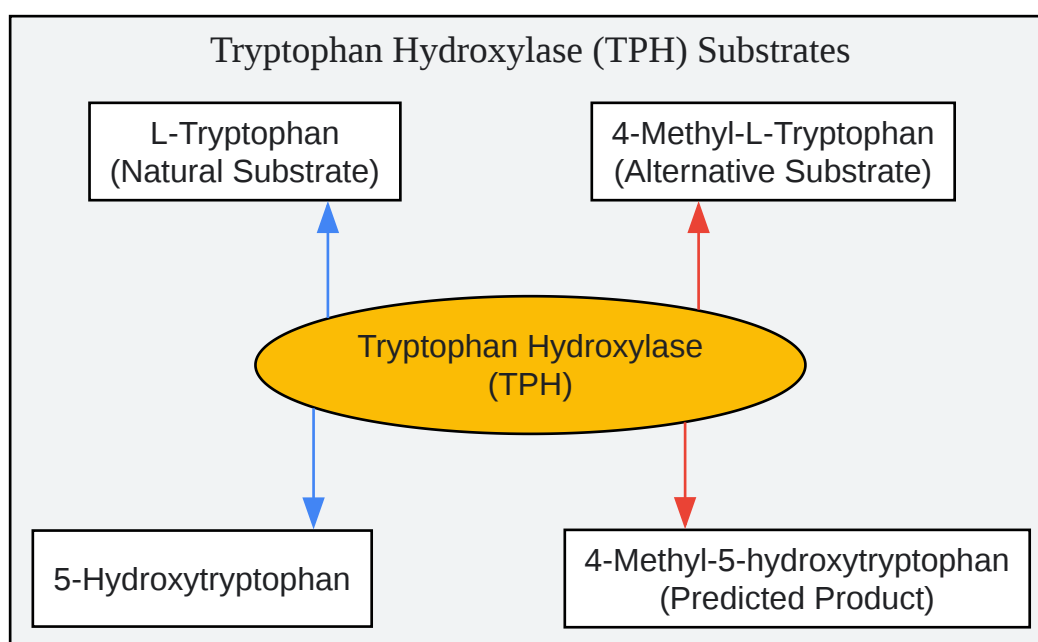 Tryptophan Hydroxylase (TPH) Substrates
L-Tryptophan
(Natural Substrate)
4-Methyl-L-Tryptophan
(Alternative Substrate)
Tryptophan Hydroxylase
(TPH)
5-Hydroxytryptophan
4-Methyl-5-hydroxytryptophan
(Predicted Product)